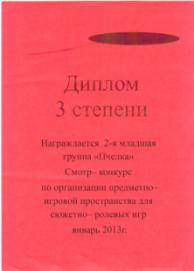 Диплом
3 степени
Награждается 2-я младшая
группа «Пчелка»
Смотр– конкурс
по организации предметно–
игровой пространства для
сюжетно– ролевых игр
январь 2013г.